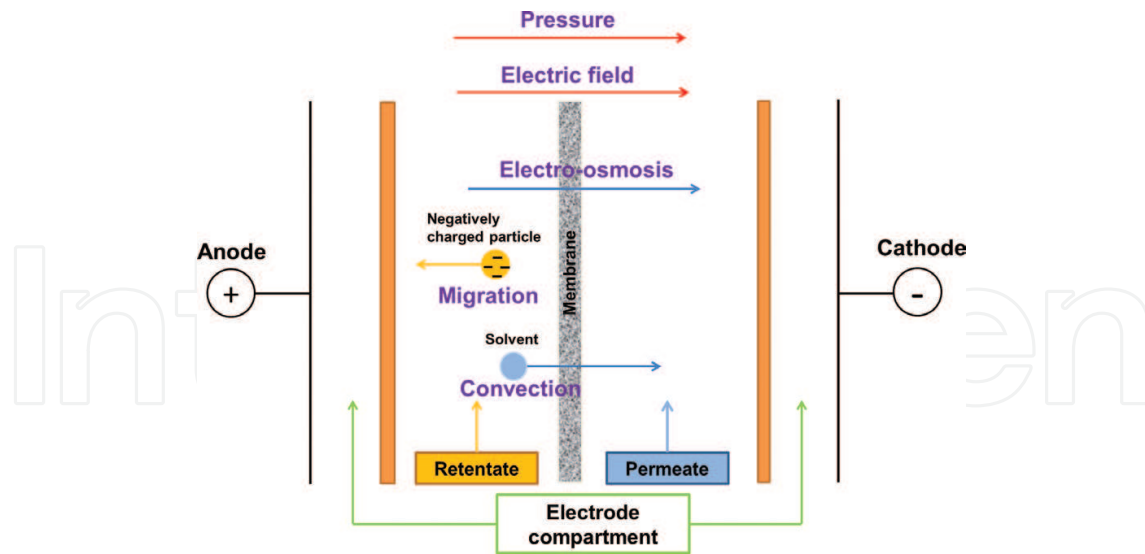 Pressure
Electric field
Electro-osmosis
Negatively
charged particle
Anode
+
Migration
Membrane
Cathode
-
Solvent
Convection
Retentate
Permeate
Electrode
compartment